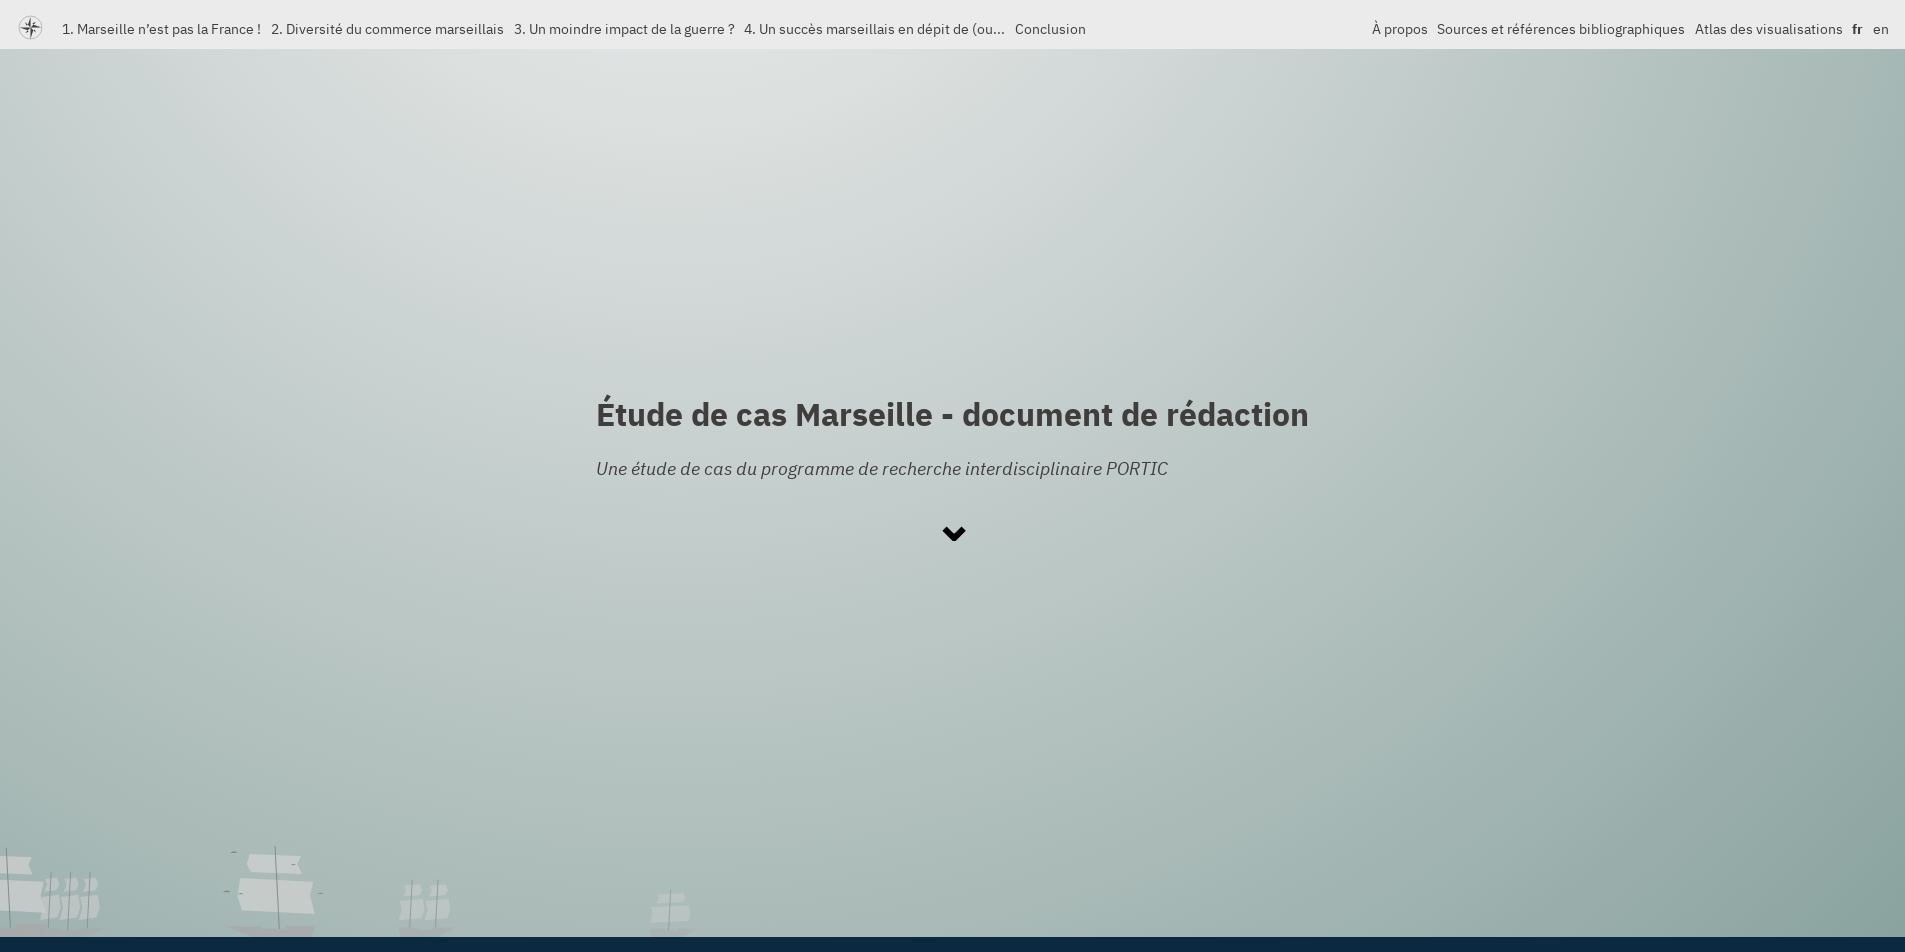 1. Marseille n’est pas la France ! 2. Diversité du commerce marseillais 3. Un moindre impact de la guerre ? 4. Un succès marseillais en dépit de (ou... Conclusion À propos Sources et références bibliographiques Atlas des visualisations fr en
Étude de cas Marseille - document de rédaction
Une étude de cas du programme de recherche interdisciplinaire PORTIC